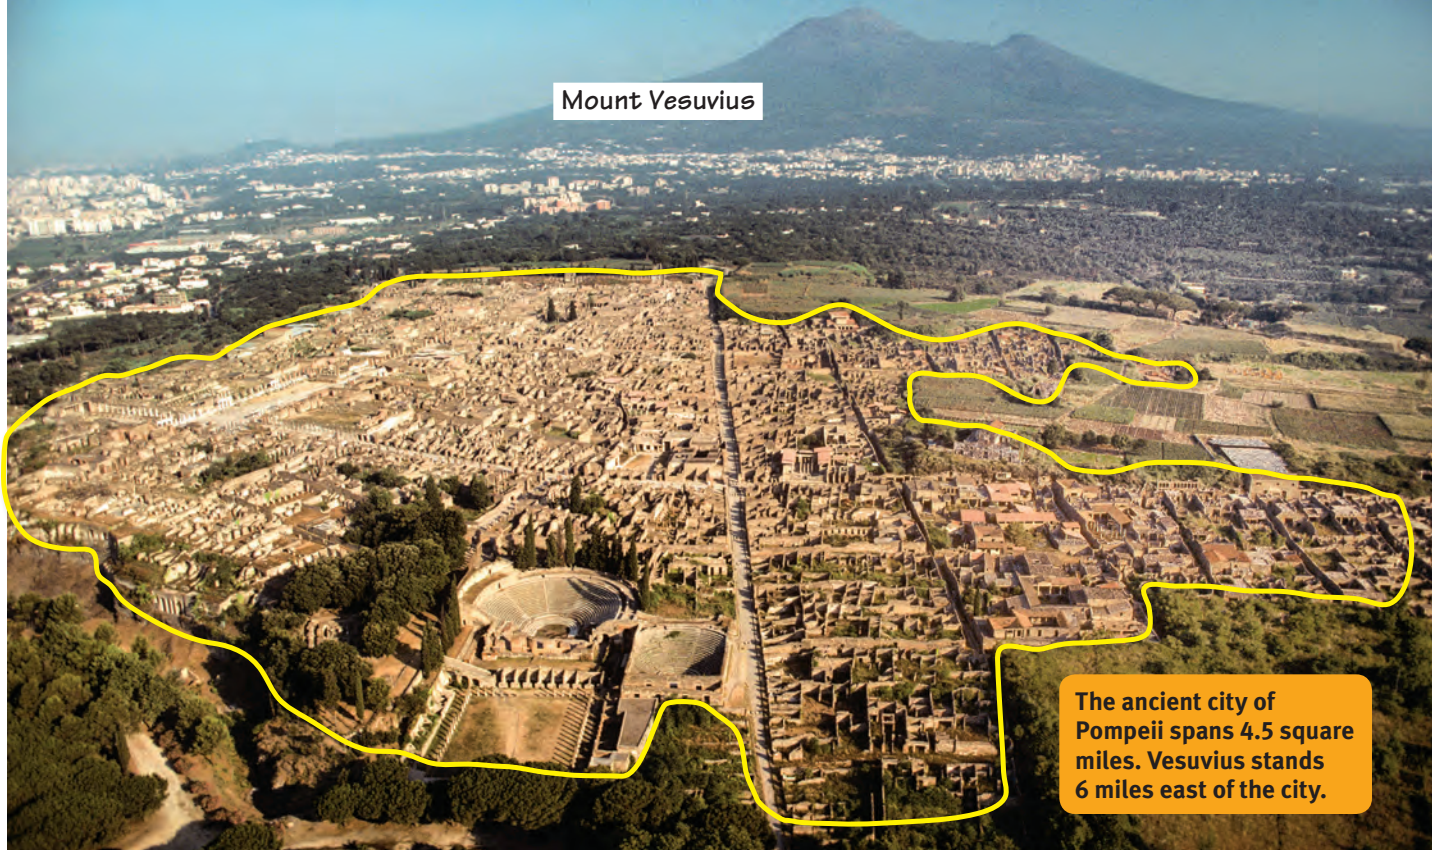 Mount Vesuvius
The ancient city of
Pompeii spans 4.5 square
miles. Vesuvius stands
6 miles east of the city.